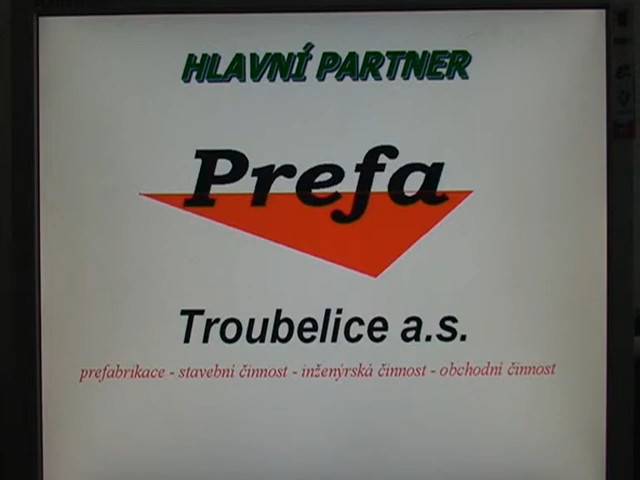 HLAVNÍ PARTNER
Prefa
Troubelice a.s.
prefabrikace - stavební činnost - inženýrská činnost - obchodní činnost